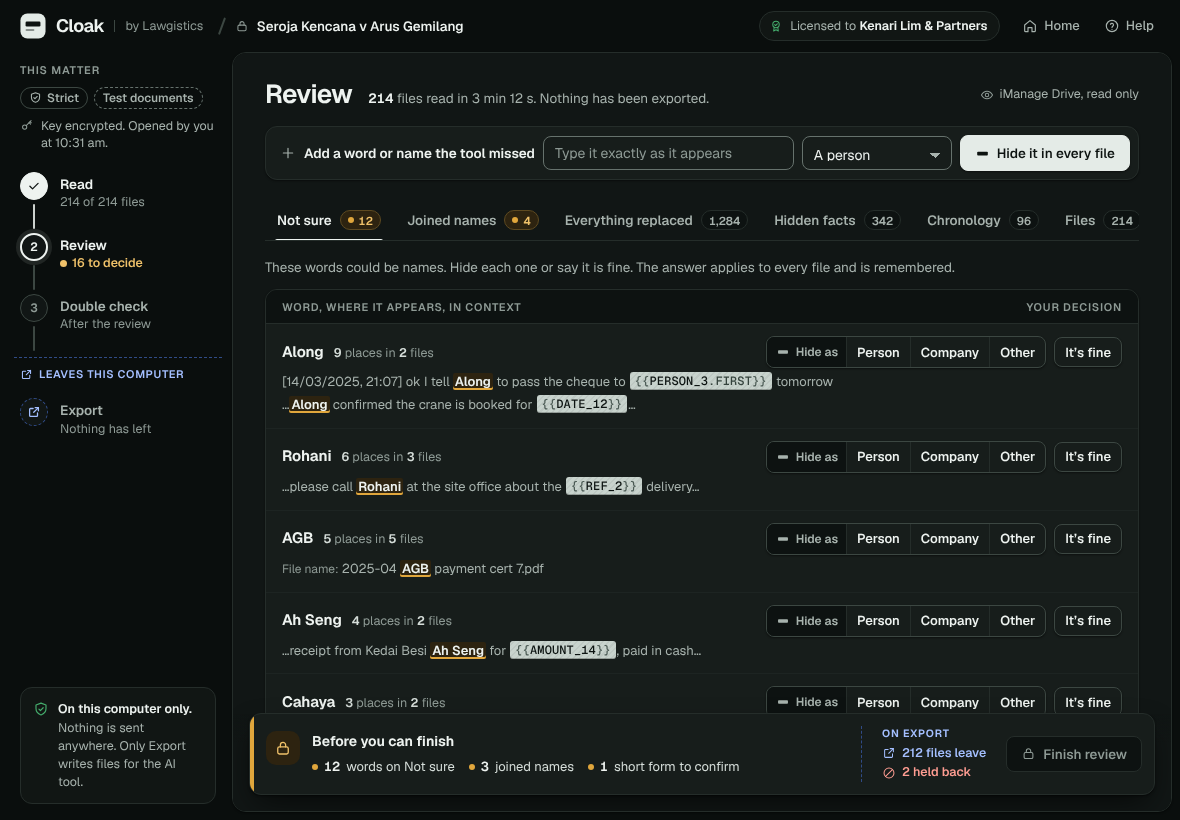 Cloak | by Lawgistics / Seroja Kencana v Arus Gemilang
Licensed to Kenari Lim & Partners
Home
Help
THIS MATTER
Strict
Test documents
Key encrypted. Opened by you
at 10:31 am.
Read
214 of 214 files
2
Review
16 to decide
3
Double check
After the review
LEAVES THIS COMPUTER
Export
Nothing has left
On this computer only.
Nothing is sent
anywhere. Only Export
writes files for the AI
tool.
Review
214 files read in 3 min 12 s. Nothing has been exported.
iManage Drive, read only
Add a word or name the tool missed
Type it exactly as it appears
A person
Hide it in every file
Not sure 12
Joined names 4
Everything replaced 1,284
Hidden facts 342
Chronology 96
Files 214
These words could be names. Hide each one or say it is fine. The answer applies to every file and is remembered.
WORD, WHERE IT APPEARS, IN CONTEXT
YOUR DECISION
Along 9 places in 2 files
Hide as Person Company Other It's fine
[14/03/2025, 21:07] ok I tell Along to pass the cheque to {{PERSON_3.FIRST}} tomorrow
…Along confirmed the crane is booked for {{DATE_12}}…
Rohani 6 places in 3 files
Hide as Person Company Other It's fine
…please call Rohani at the site office about the {{REF_2}} delivery…
AGB 5 places in 5 files
Hide as Person Company Other It's fine
File name: 2025-04 AGB payment cert 7.pdf
Ah Seng 4 places in 2 files
Hide as Person Company Other It's fine
…receipt from Kedai Besi Ah Seng for {{AMOUNT_14}}, paid in cash…
Cahaya 3 places in 2 files
Hide as Person Company Other It's fine
Before you can finish
12 words on Not sure 3 joined names 1 short form to confirm
ON EXPORT
212 files leave
2 held back
Finish review